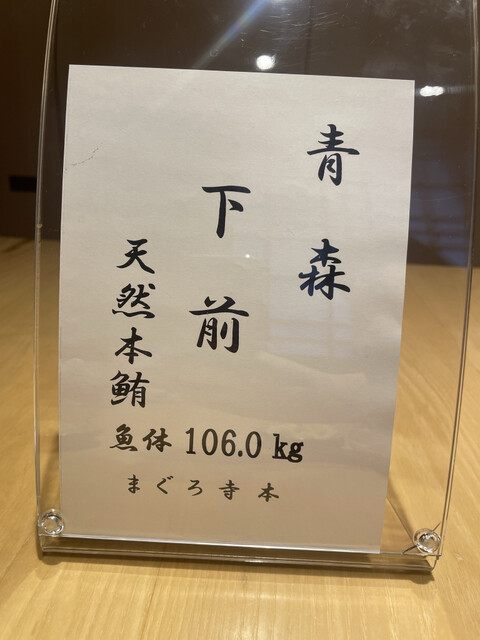 青森
下前
天然本鮪
魚体 106.0 kg
まぐろ寺本